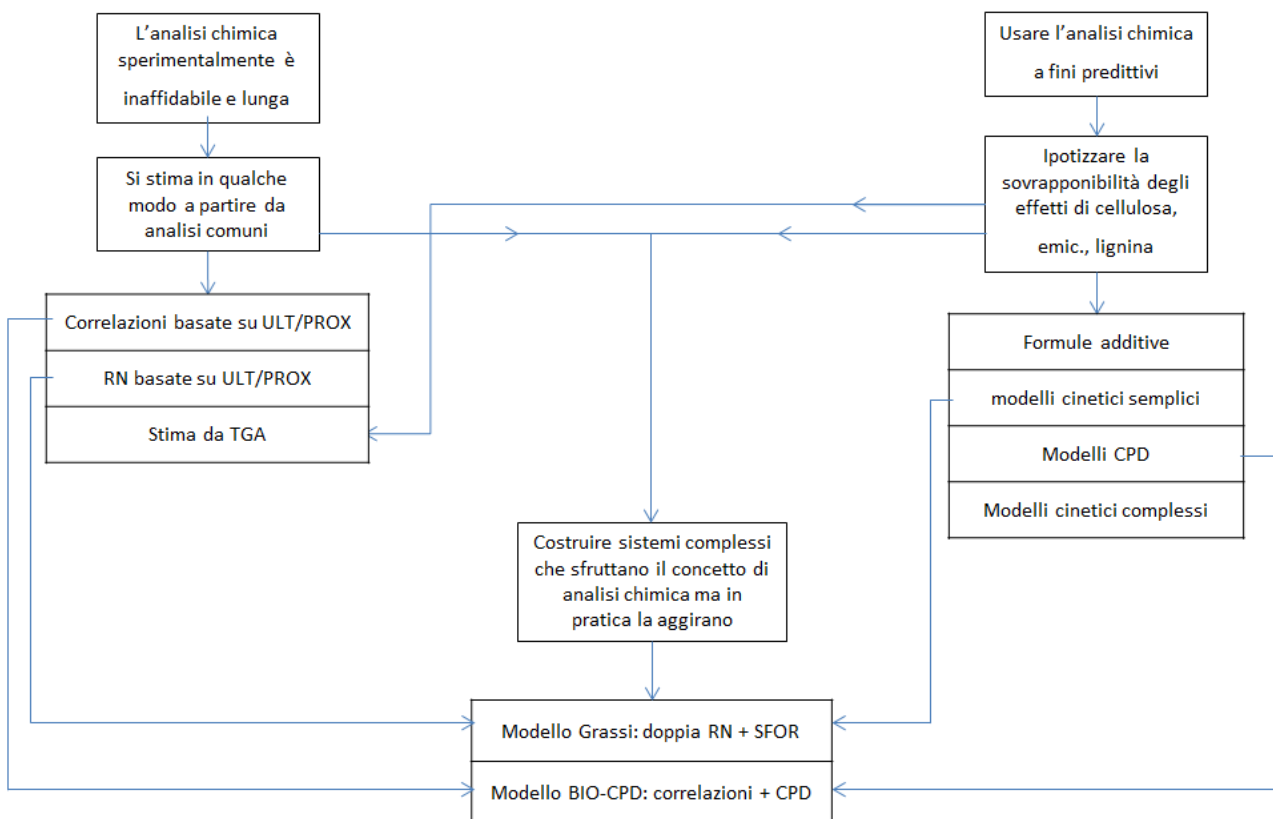 L'analisi chimica
sperimentalmente è
inaffidabile e lunga
Si stima in qualche
modo a partire da
analisi comuni
Correlazioni basate su ULT/PROX
RN basate su ULT/PROX
Stima da TGA
Usare l'analisi chimica
a fini predittivi
Ipotizzare la
sovrapponibilità degli
effetti di cellulosa,
emic., lignina
Formule additive
modelli cinetici semplici
Modelli CPD
Modelli cinetici complessi
Costruire sistemi complessi
che sfruttano il concetto di
analisi chimica ma in
pratica la aggirano
Modello Grassi: doppia RN + SFOR
Modello BIO-CPD: correlazioni + CPD